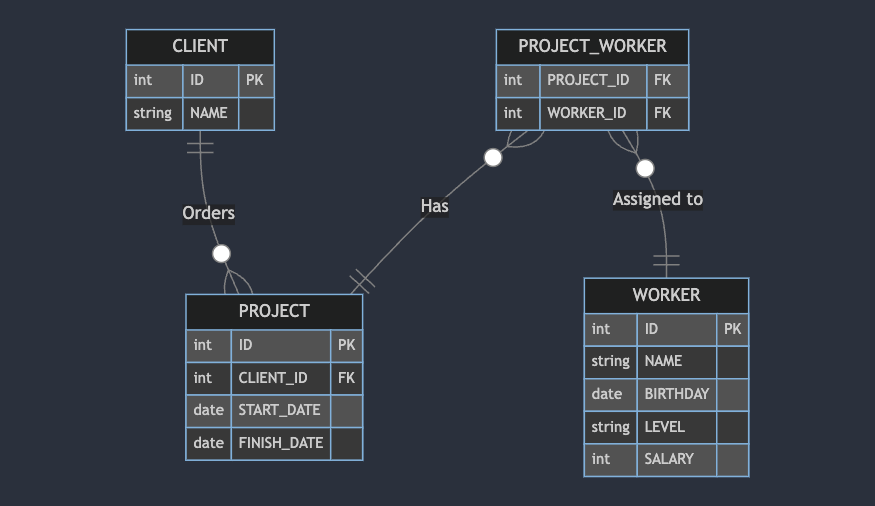 CLIENT
int ID PK
string NAME
PROJECT_WORKER
int PROJECT_ID FK
int WORKER_ID FK
Orders
Has
Assigned to
PROJECT
int ID PK
int CLIENT_ID FK
date START_DATE
date FINISH_DATE
WORKER
int ID PK
string NAME
date BIRTHDAY
string LEVEL
int SALARY